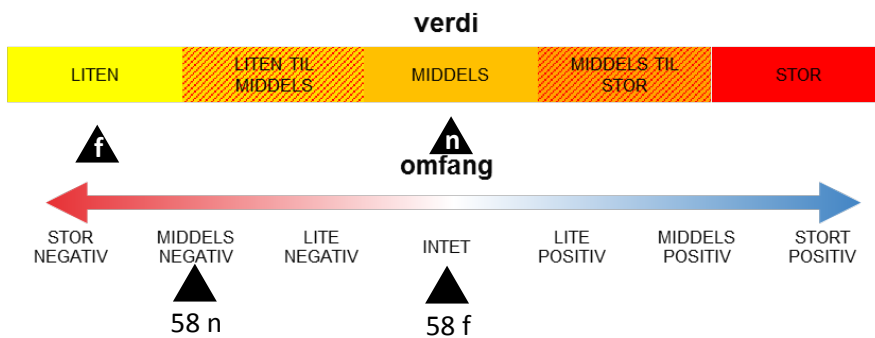 verdi
LITEN
LITEN TIL
MIDDELS
MIDDELS
MIDDELS TIL
STOR
STOR
f
n
omfang
STOR
NEGATIV
MIDDELS
NEGATIV
LITE
NEGATIV
INTET
LITE
POSITIV
MIDDELS
POSITIV
STORT
POSITIV
58 n
58 f